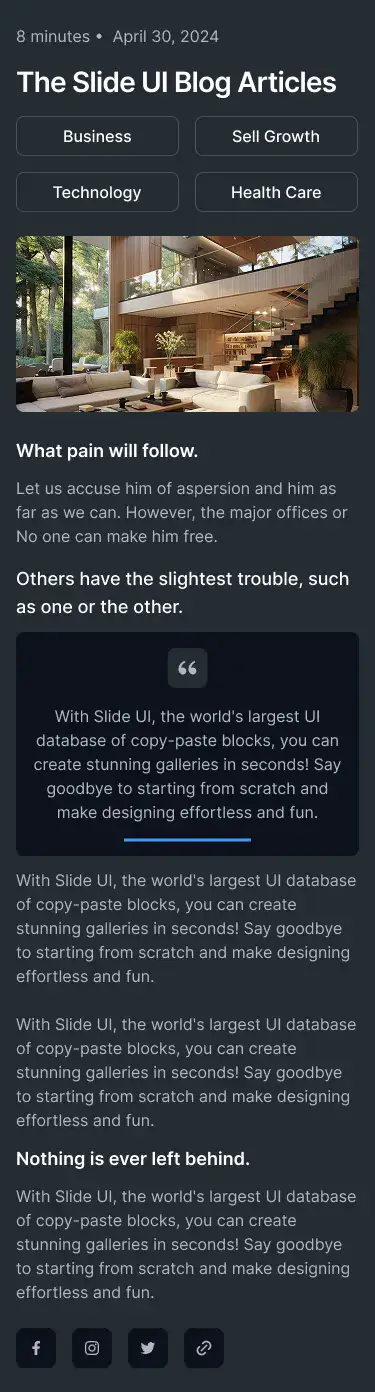 8 minutes • April 30, 2024
The Slide UI Blog Articles
Business
Sell Growth
Technology
Health Care
What pain will follow.
Let us accuse him of aspersion and him as
far as we can. However, the major offices or
No one can make him free.
Others have the slightest trouble, such
as one or the other.
With Slide UI, the world's largest UI
database of copy-paste blocks, you can
create stunning galleries in seconds! Say
goodbye to starting from scratch and
make designing effortless and fun.
With Slide UI, the world's largest UI database
of copy-paste blocks, you can create
stunning galleries in seconds! Say goodbye
to starting from scratch and make designing
effortless and fun.
With Slide UI, the world's largest UI database
of copy-paste blocks, you can create
stunning galleries in seconds! Say goodbye
to starting from scratch and make designing
effortless and fun.
Nothing is ever left behind.
With Slide UI, the world's largest UI database
of copy-paste blocks, you can create
stunning galleries in seconds! Say goodbye
to starting from scratch and make designing
effortless and fun.